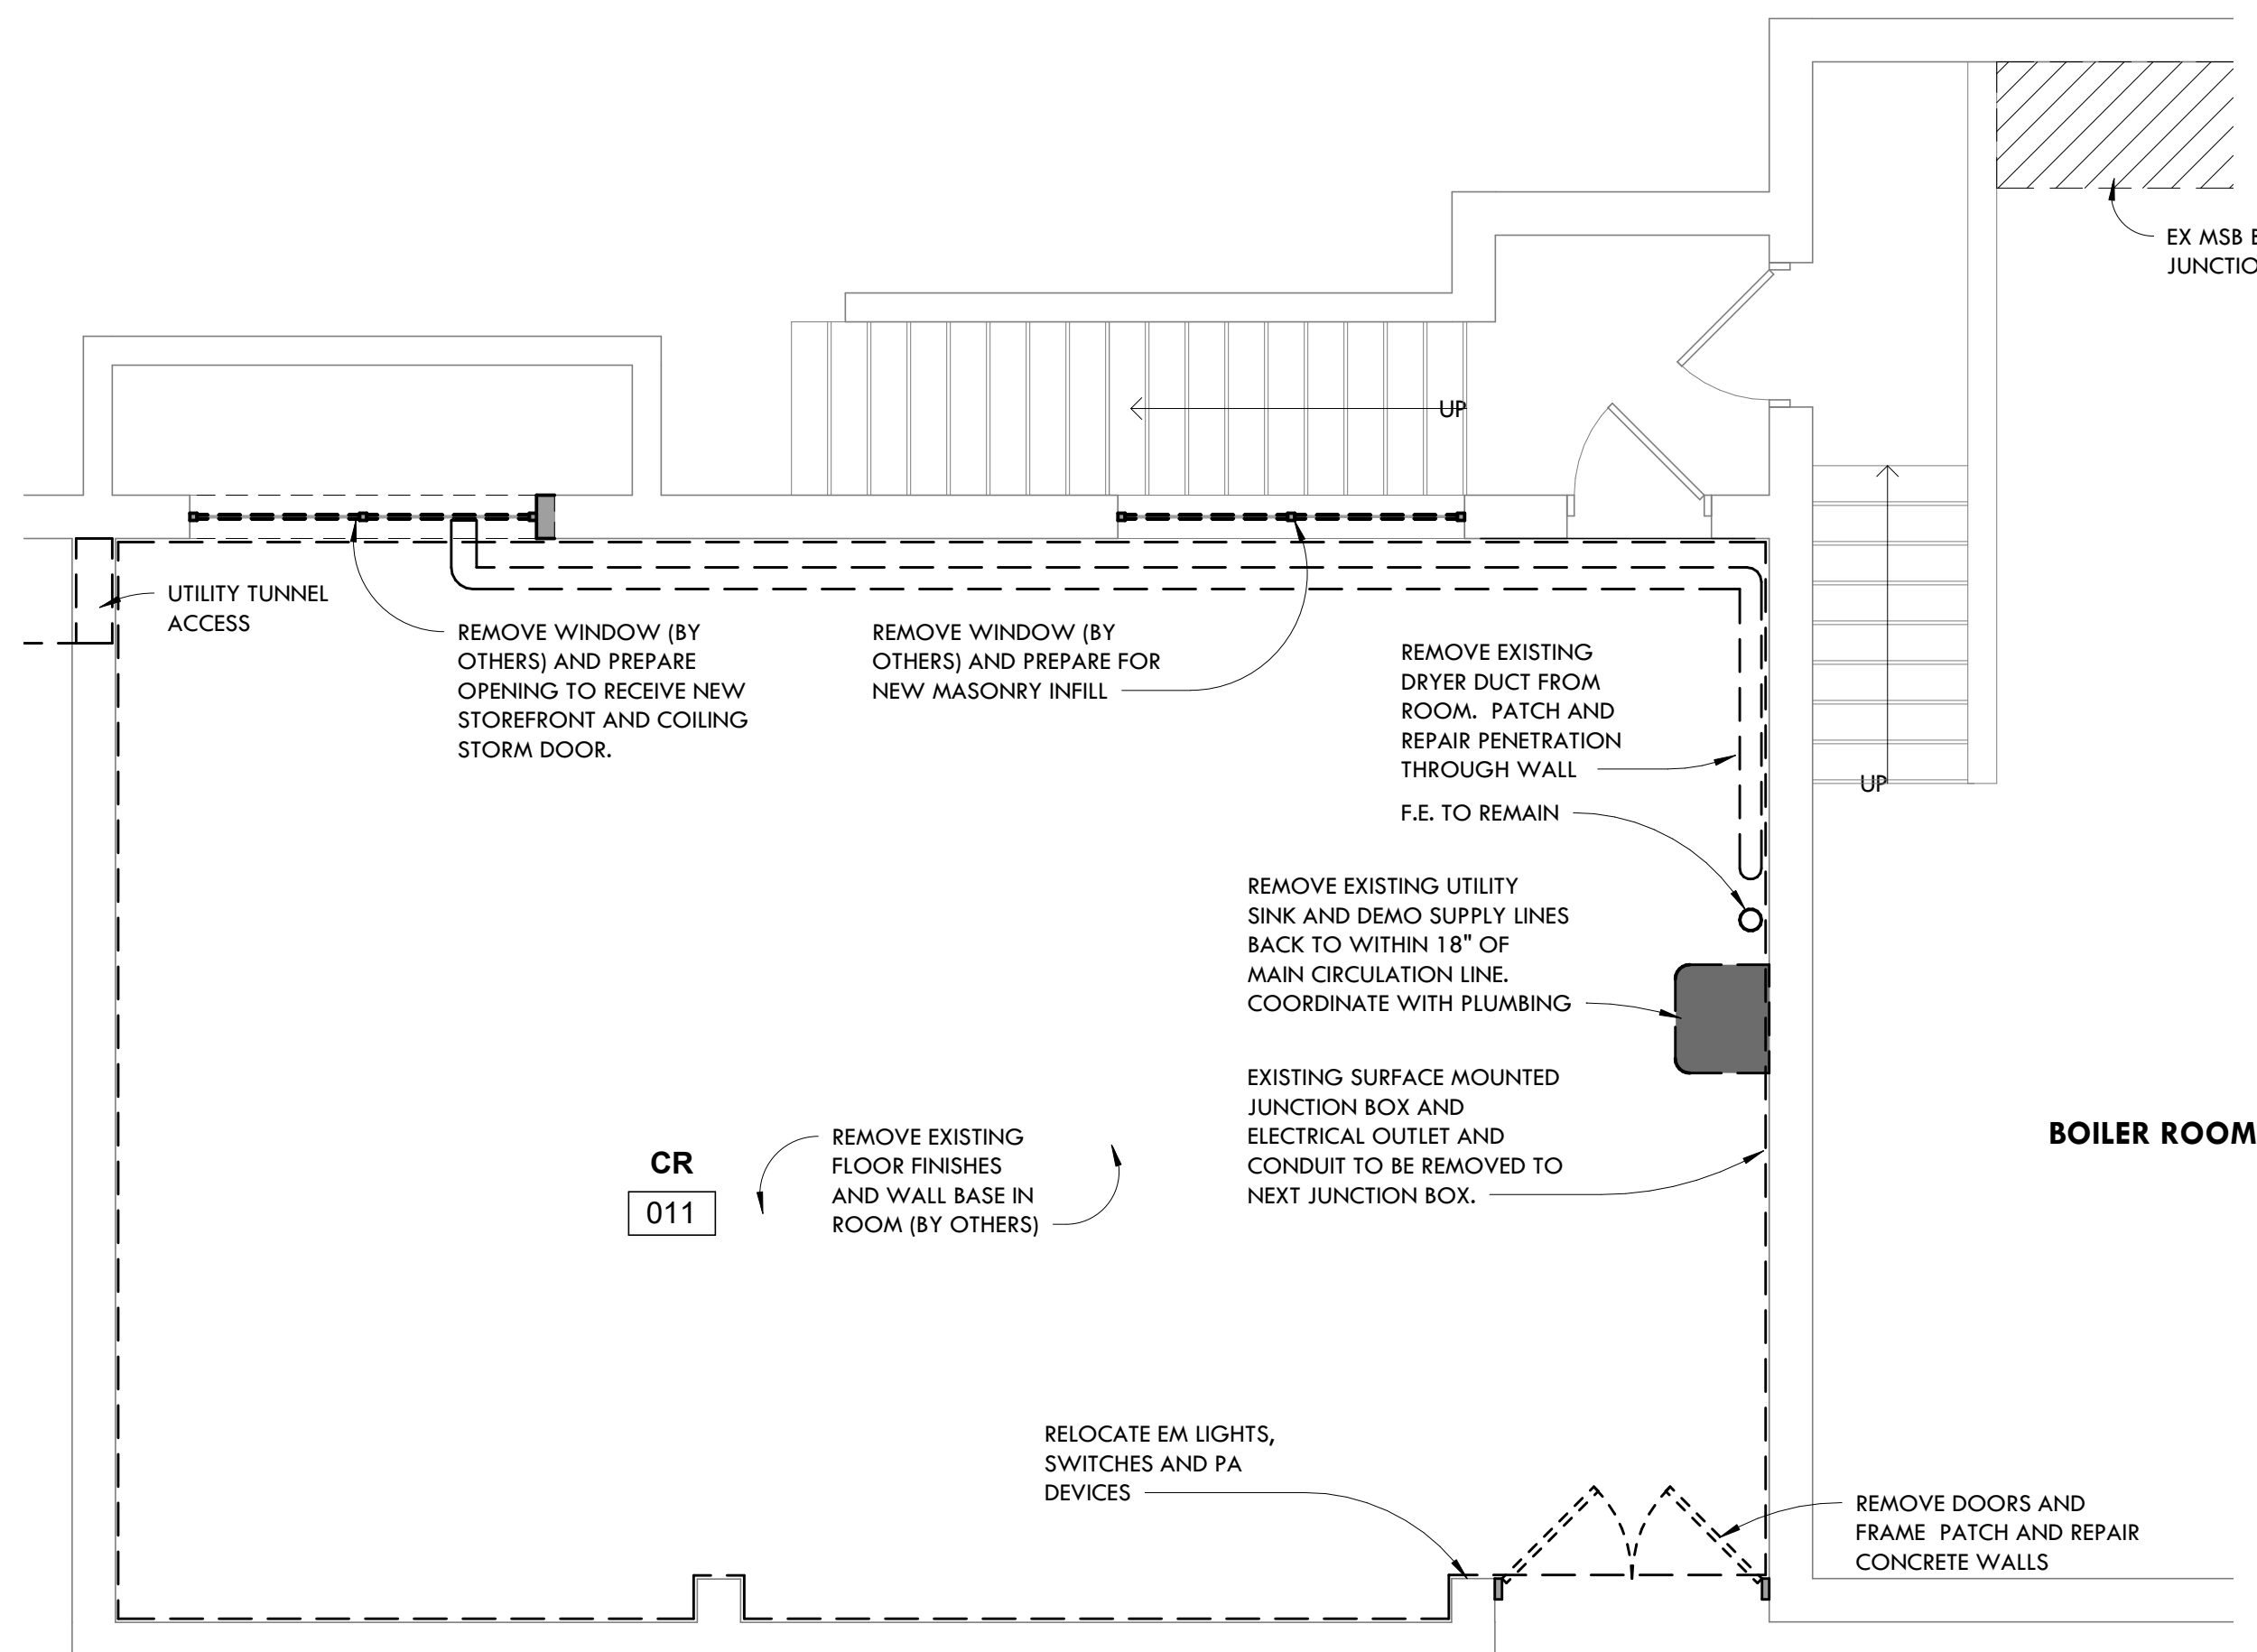 EX MSB
JUNCTIO
UP
UTILITY TUNNEL
ACCESS
REMOVE WINDOW (BY
OTHERS) AND PREPARE
OPENING TO RECEIVE NEW
STOREFRONT AND COILING
STORM DOOR.
REMOVE WINDOW (BY
OTHERS) AND PREPARE FOR
NEW MASONRY INFILL
REMOVE EXISTING
DRYER DUCT FROM
ROOM.  PATCH AND
REPAIR PENETRATION
THROUGH WALL
UP
F.E. TO REMAIN
REMOVE EXISTING UTILITY
SINK AND DEMO SUPPLY LINES
BACK TO WITHIN 18" OF
MAIN CIRCULATION LINE.
COORDINATE WITH PLUMBING
EXISTING SURFACE MOUNTED
JUNCTION BOX AND
ELECTRICAL OUTLET AND
CONDUIT TO BE REMOVED TO
NEXT JUNCTION BOX.
BOILER ROOM
CR
011
REMOVE EXISTING
FLOOR FINISHES
AND WALL BASE IN
ROOM (BY OTHERS)
RELOCATE EM LIGHTS,
SWITCHES AND PA
DEVICES
REMOVE DOORS AND
FRAME  PATCH AND REPAIR
CONCRETE WALLS